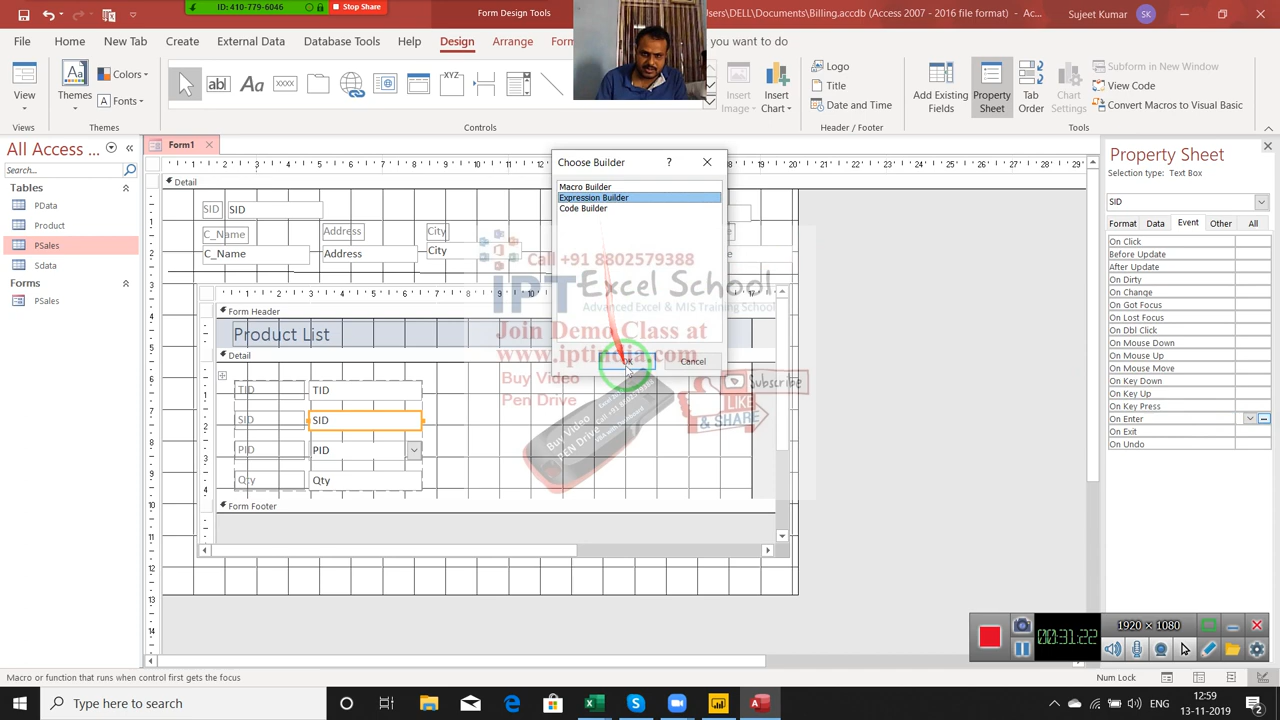 ID: 410-779-6046
Stop Share
Form Design Tools
Users\DELL\Documents\Billing.accdb (Access 2007 - 2016 file format) - Ac...
Sujeet Kumar
SK
File
Home
New Tab
Create
External Data
Database Tools
Help
Design
Arrange
you want to do
View
Themes
Colors
Fonts
Aa
XYZ
Insert Image
Insert Chart
Logo
Title
Date and Time
Add Existing Fields
Property Sheet
Tab Order
Chart Settings
Subform in New Window
View Code
Convert Macros to Visual Basic
Views
Themes
Controls
Header / Footer
Tools
All Access ...
Search...
Tables
PData
Product
PSales
Sdata
Forms
PSales
Form1
Detail
SID
SID
C_Name
Address
City
C_Name
Address
City
Form Header
Product List
Detail
TID
TID
SID
SID
PID
PID
Qty
Qty
Form Footer
Choose Builder
Macro Builder
Expression Builder
Code Builder
OK
Cancel
Call +91 8802579388
IPT Excel School
Advanced Excel & MIS Training School
Join Demo Class at
www.iptindia.com
Buy Video
Pen Drive
Buy Video
PEN Drive
Subscribe
LIKE
& SHARE
Property Sheet
Selection type: Text Box
SID
Format
Data
Event
Other
All
On Click
Before Update
After Update
On Dirty
On Change
On Got Focus
On Lost Focus
On Dbl Click
On Mouse Down
On Mouse Up
On Mouse Move
On Key Down
On Key Up
On Key Press
On Enter
On Exit
On Undo
1920 × 1080
00:31:22
Macro or function that runs when control first gets the focus
Num Lock
Type here to search
ENG
12:59
13-11-2019